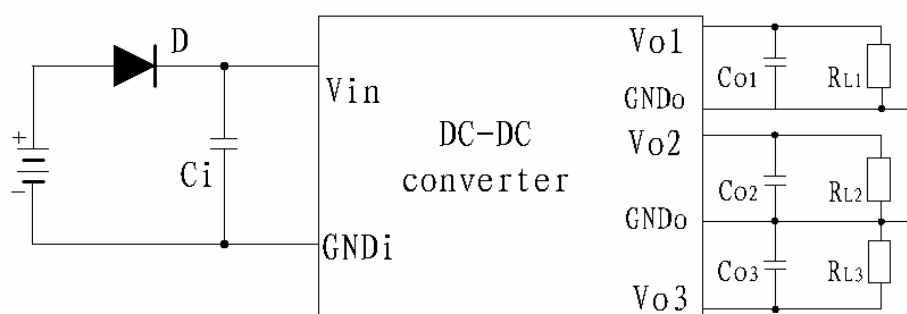 D
Vin
+
Ci
−
GNDi
DC-DC
converter
Vo1
GNDo
Vo2
GNDo
Vo3
Co1
RL1
Co2
RL2
Co3
RL3